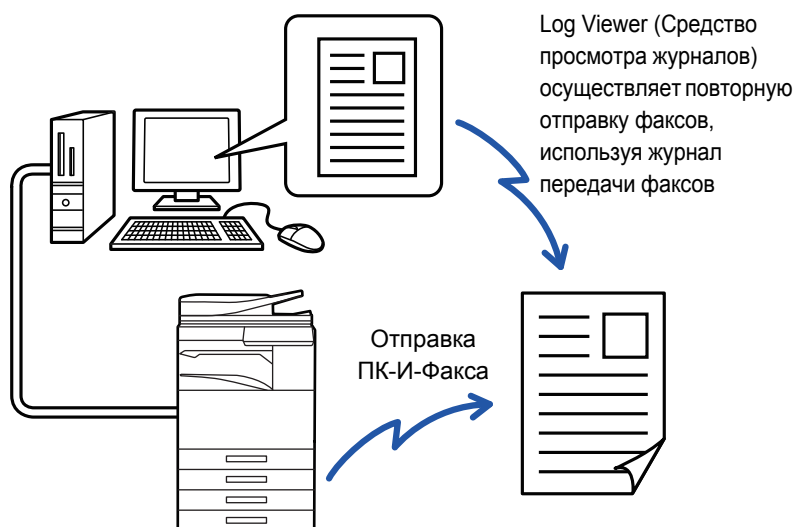 Log Viewer (Средство
просмотра журналов)
осуществляет повторную
отправку факсов,
используя журнал
передачи факсов
Отправка
ПК-И-Факса